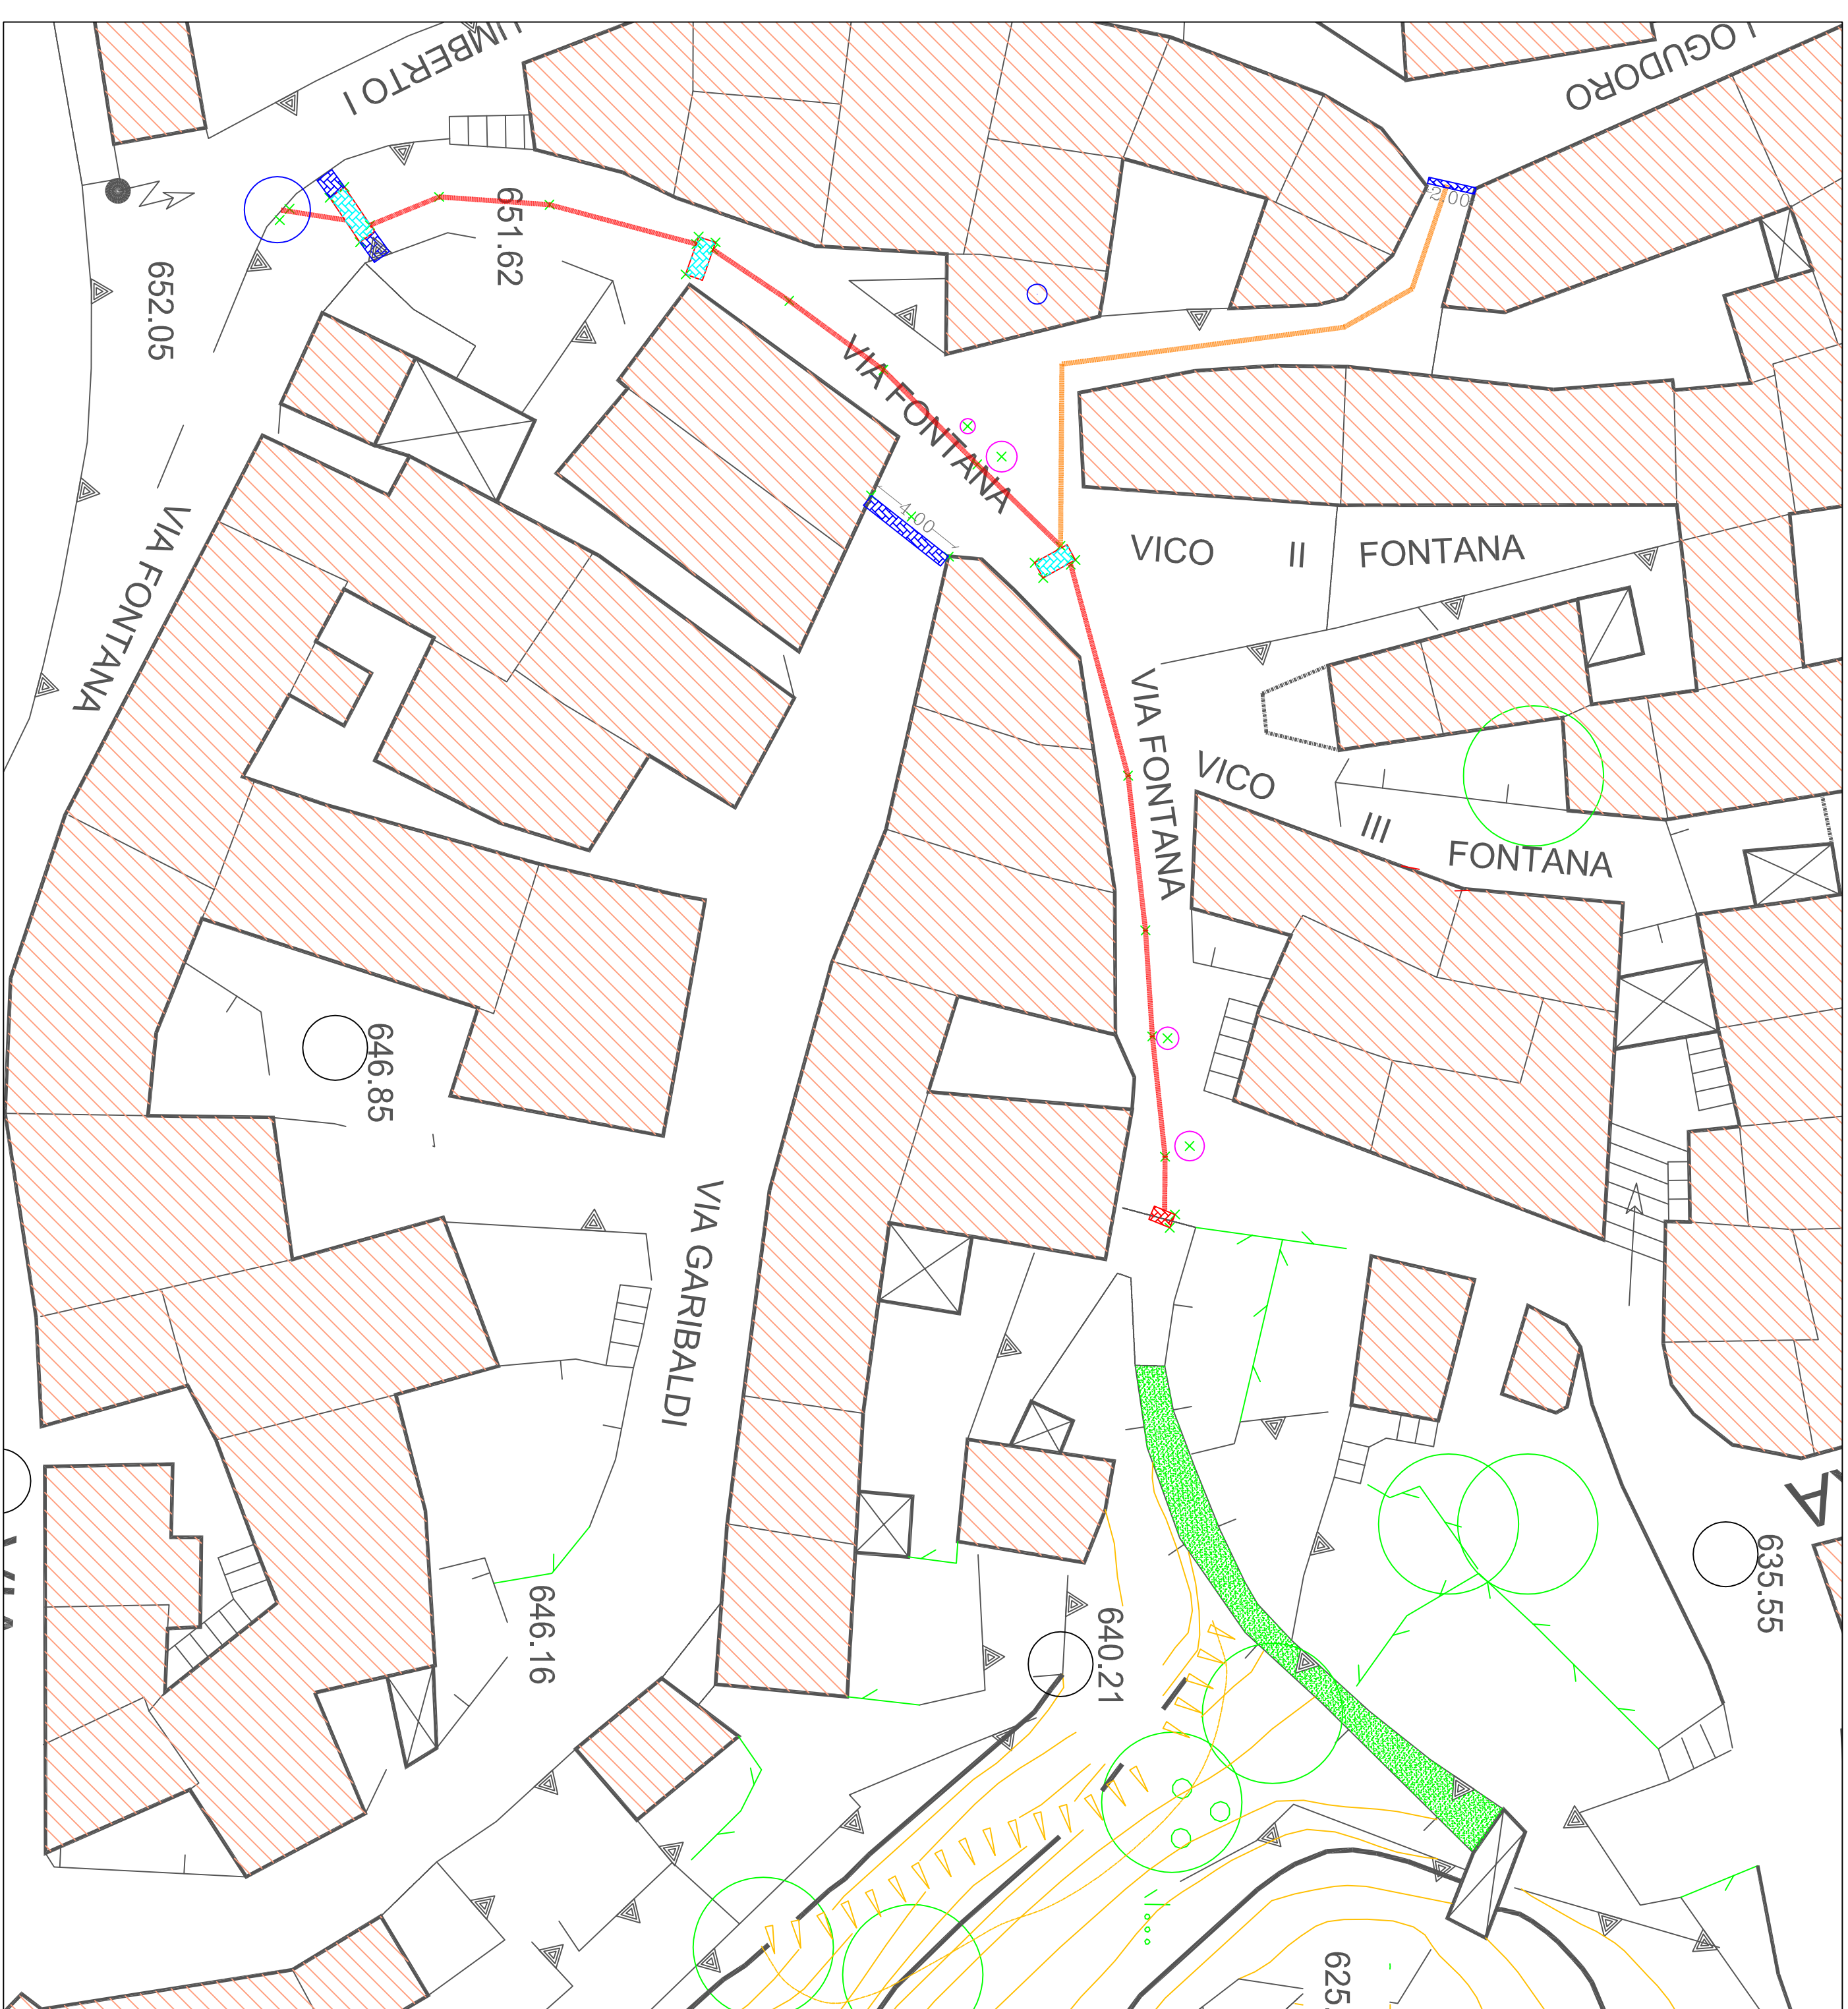 UMBERTO I
LOGUDORO
2.00
651.62
652.05
VIA FONTANA
4.00
VICO II FONTANA
VIA FONTANA
VIA FONTANA
VICO III FONTANA
646.85
VIA GARIBALDI
635.55
646.16
640.21
625.